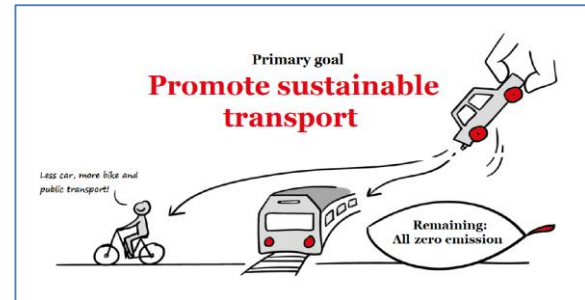 Primary goal
Promote sustainable
transport
Less car, more bike and
public transport!
Remaining:
All zero emission